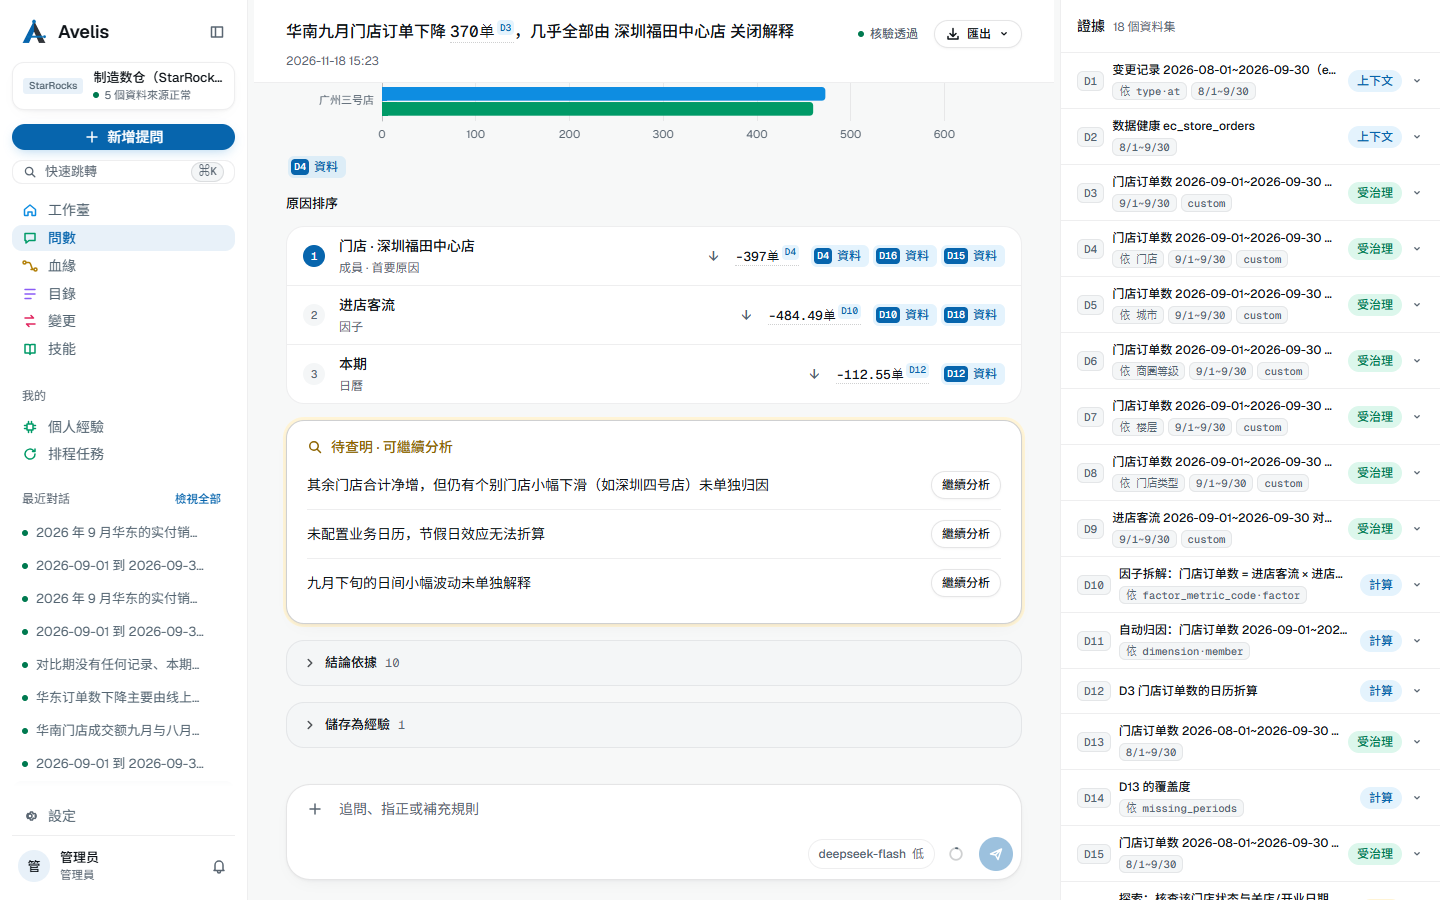 Avelis
StarRocks
制造数仓（StarRock...
5 個資料來源正常
新增提問
快速跳轉 ⌘K
工作臺
問數
血緣
目錄
變更
技能
我的
個人經驗
排程任務
最近對話 檢視全部
2026 年 9 月华东的实付销...
2026-09-01 到 2026-09-3...
2026 年 9 月华东的实付销...
2026-09-01 到 2026-09-3...
对比期没有任何记录、本期...
华东订单数下降主要由线上...
华南门店成交额九月与八月...
2026-09-01 到 2026-09-3...
設定
管
管理员
管理員
华南九月门店订单下降 370单 D3，几乎全部由 深圳福田中心店 关闭解释
2026-11-18 15:23
核驗透過
匯出
广州三号店
0 100 200 300 400 500 600
D4 資料
原因排序
1 门店 · 深圳福田中心店
成員 · 首要原因
↓ -397单 D4 D4 資料 D16 資料 D15 資料
2 进店客流
因子
↓ -484.49单 D10 D10 資料 D18 資料
3 本期
日曆
↓ -112.55单 D12 D12 資料
待查明 · 可繼續分析
其余门店合计净增，但仍有个别门店小幅下滑（如深圳四号店）未单独归因 繼續分析
未配置业务日历，节假日效应无法折算 繼續分析
九月下旬的日间小幅波动未单独解释 繼續分析
結論依據 10
儲存為經驗 1
追問、指正或補充規則
deepseek-flash 低
證據 18 個資料集
D1 变更记录 2026-08-01~2026-09-30（e... 上下文
依 type·at 8/1~9/30
D2 数据健康 ec_store_orders 上下文
8/1~9/30
D3 门店订单数 2026-09-01~2026-09-30 ... 受治理
9/1~9/30 custom
D4 门店订单数 2026-09-01~2026-09-30 ... 受治理
依 门店 9/1~9/30 custom
D5 门店订单数 2026-09-01~2026-09-30 ... 受治理
依 城市 9/1~9/30 custom
D6 门店订单数 2026-09-01~2026-09-30 ... 受治理
依 商圈等级 9/1~9/30 custom
D7 门店订单数 2026-09-01~2026-09-30 ... 受治理
依 楼层 9/1~9/30 custom
D8 门店订单数 2026-09-01~2026-09-30 ... 受治理
依 门店类型 9/1~9/30 custom
D9 进店客流 2026-09-01~2026-09-30 对... 受治理
9/1~9/30 custom
D10 因子拆解：门店订单数 = 进店客流 × 进店... 計算
依 factor_metric_code·factor
D11 自动归因：门店订单数 2026-09-01~202... 計算
依 dimension·member
D12 D3 门店订单数的日历折算 計算
D13 门店订单数 2026-08-01~2026-09-30 ... 受治理
8/1~9/30
D14 D13 的覆盖度 計算
依 missing_periods
D15 门店订单数 2026-08-01~2026-09-30 ... 受治理
8/1~9/30
探索：核查该门店状态与关店/开业日期